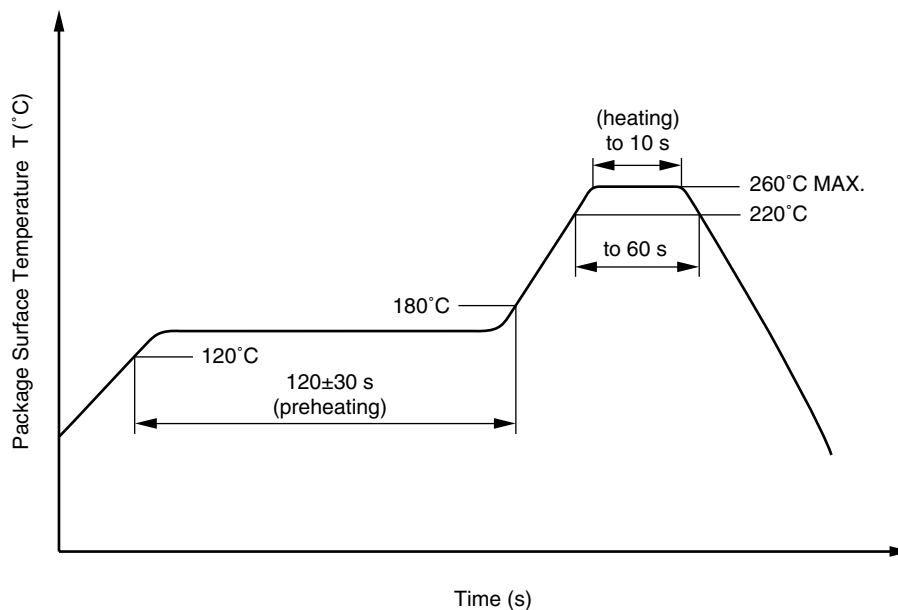 Package Surface Temperature T (˚C)
(heating)
to 10 s
260˚C MAX.
220˚C
to 60 s
180˚C
120˚C
120±30 s
(preheating)
Time (s)